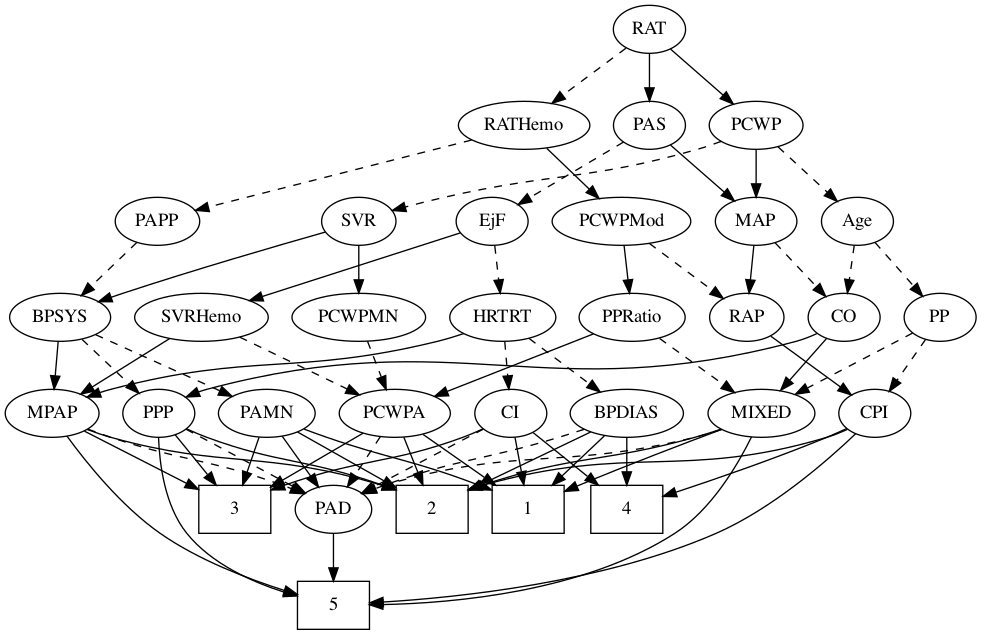 RAT
RATHemo PAS PCWP
PAPP SVR EjF PCWPMod MAP Age
BPSYS SVRHemo PCWPMN HRTRT PPRatio RAP CO PP
MPAP PPP PAMN PCWPA CI BPDIAS MIXED CPI
3 PAD 2 1 4
5